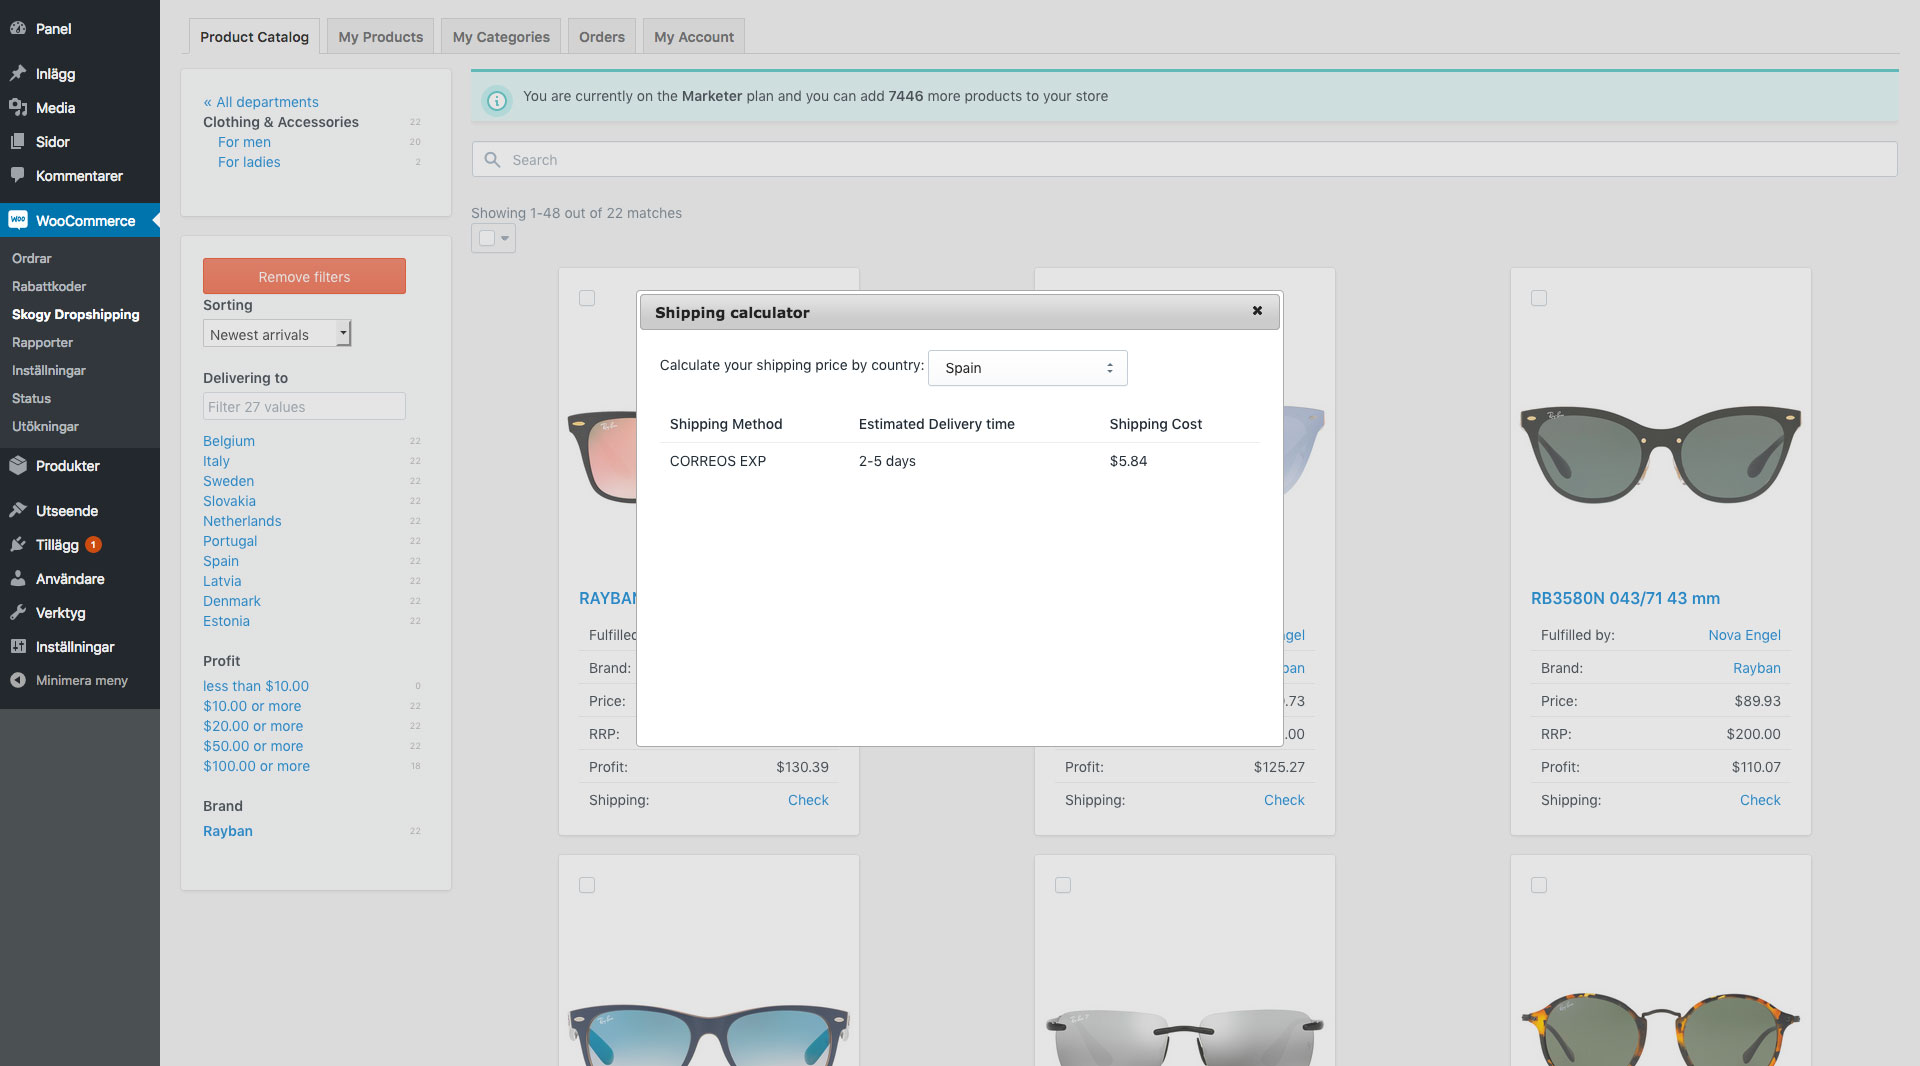 Panel
Inlägg
Media
Sidor
Kommentarer
WOO WooCommerce
Ordrar
Rabattkoder
Skogy Dropshipping
Rapporter
Inställningar
Status
Utökningar
Produkter
Utseende
Tillägg 1
Användare
Verktyg
Inställningar
Minimera meny
Product Catalog My Products My Categories Orders My Account
« All departments
Clothing & Accessories 22
For men 20
For ladies 2
Remove filters
Sorting
Newest arrivals
Delivering to
Filter 27 values
Belgium 22
Italy 22
Sweden 22
Slovakia 22
Netherlands 22
Portugal 22
Spain 22
Latvia 22
Denmark 22
Estonia 22
Profit
less than $10.00 0
$10.00 or more 22
$20.00 or more 22
$50.00 or more 22
$100.00 or more 18
Brand
Rayban 22
You are currently on the Marketer plan and you can add 7446 more products to your store
Search
Showing 1-48 out of 22 matches
Shipping calculator
Calculate your shipping price by country: Spain
Shipping Method Estimated Delivery time Shipping Cost
CORREOS EXP 2-5 days $5.84
Brand:
Price:
RRP:
Profit: $130.39
Shipping: Check
.00
Profit: $125.27
Shipping: Check
Ray-Ban
RB3580N 043/71 43 mm
Fulfilled by: Nova Engel
Brand: Rayban
Price: $89.93
RRP: $200.00
Profit: $110.07
Shipping: Check